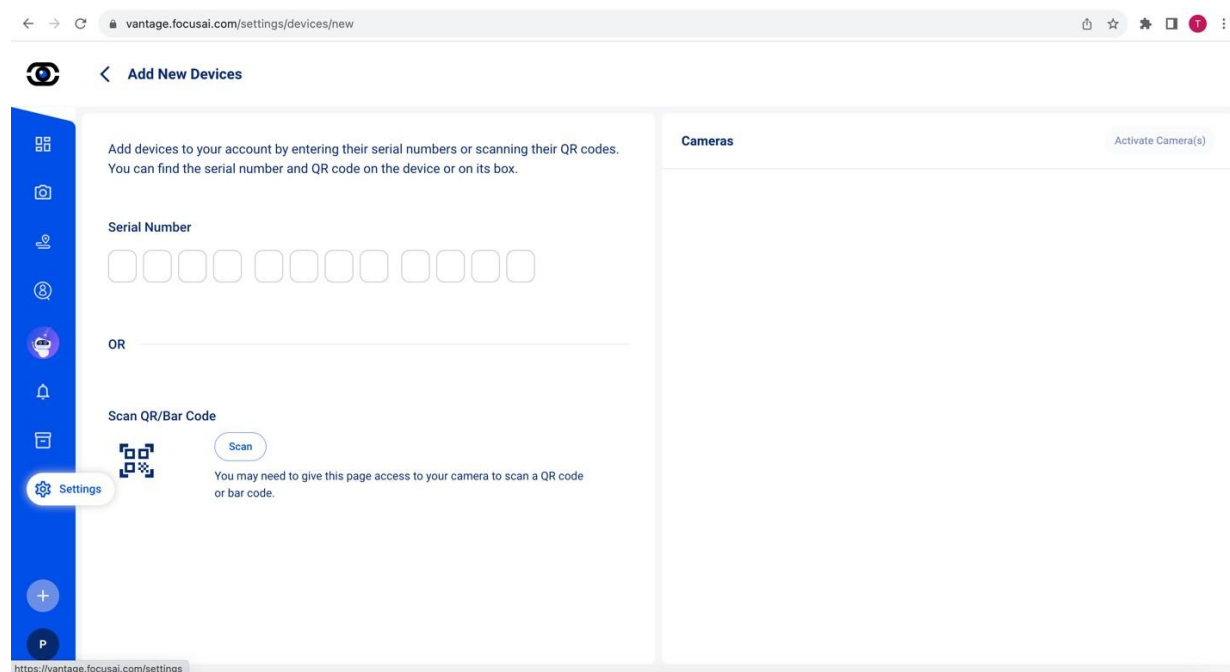 vantage.focusai.com/settings/devices/new
T
Add New Devices
Add devices to your account by entering their serial numbers or scanning their QR codes.
You can find the serial number and QR code on the device or on its box.
Serial Number
OR
Scan QR/Bar Code
Scan
You may need to give this page access to your camera to scan a QR code
or bar code.
Cameras
Activate Camera(s)
Settings
P
https://vantage.focusai.com/settings